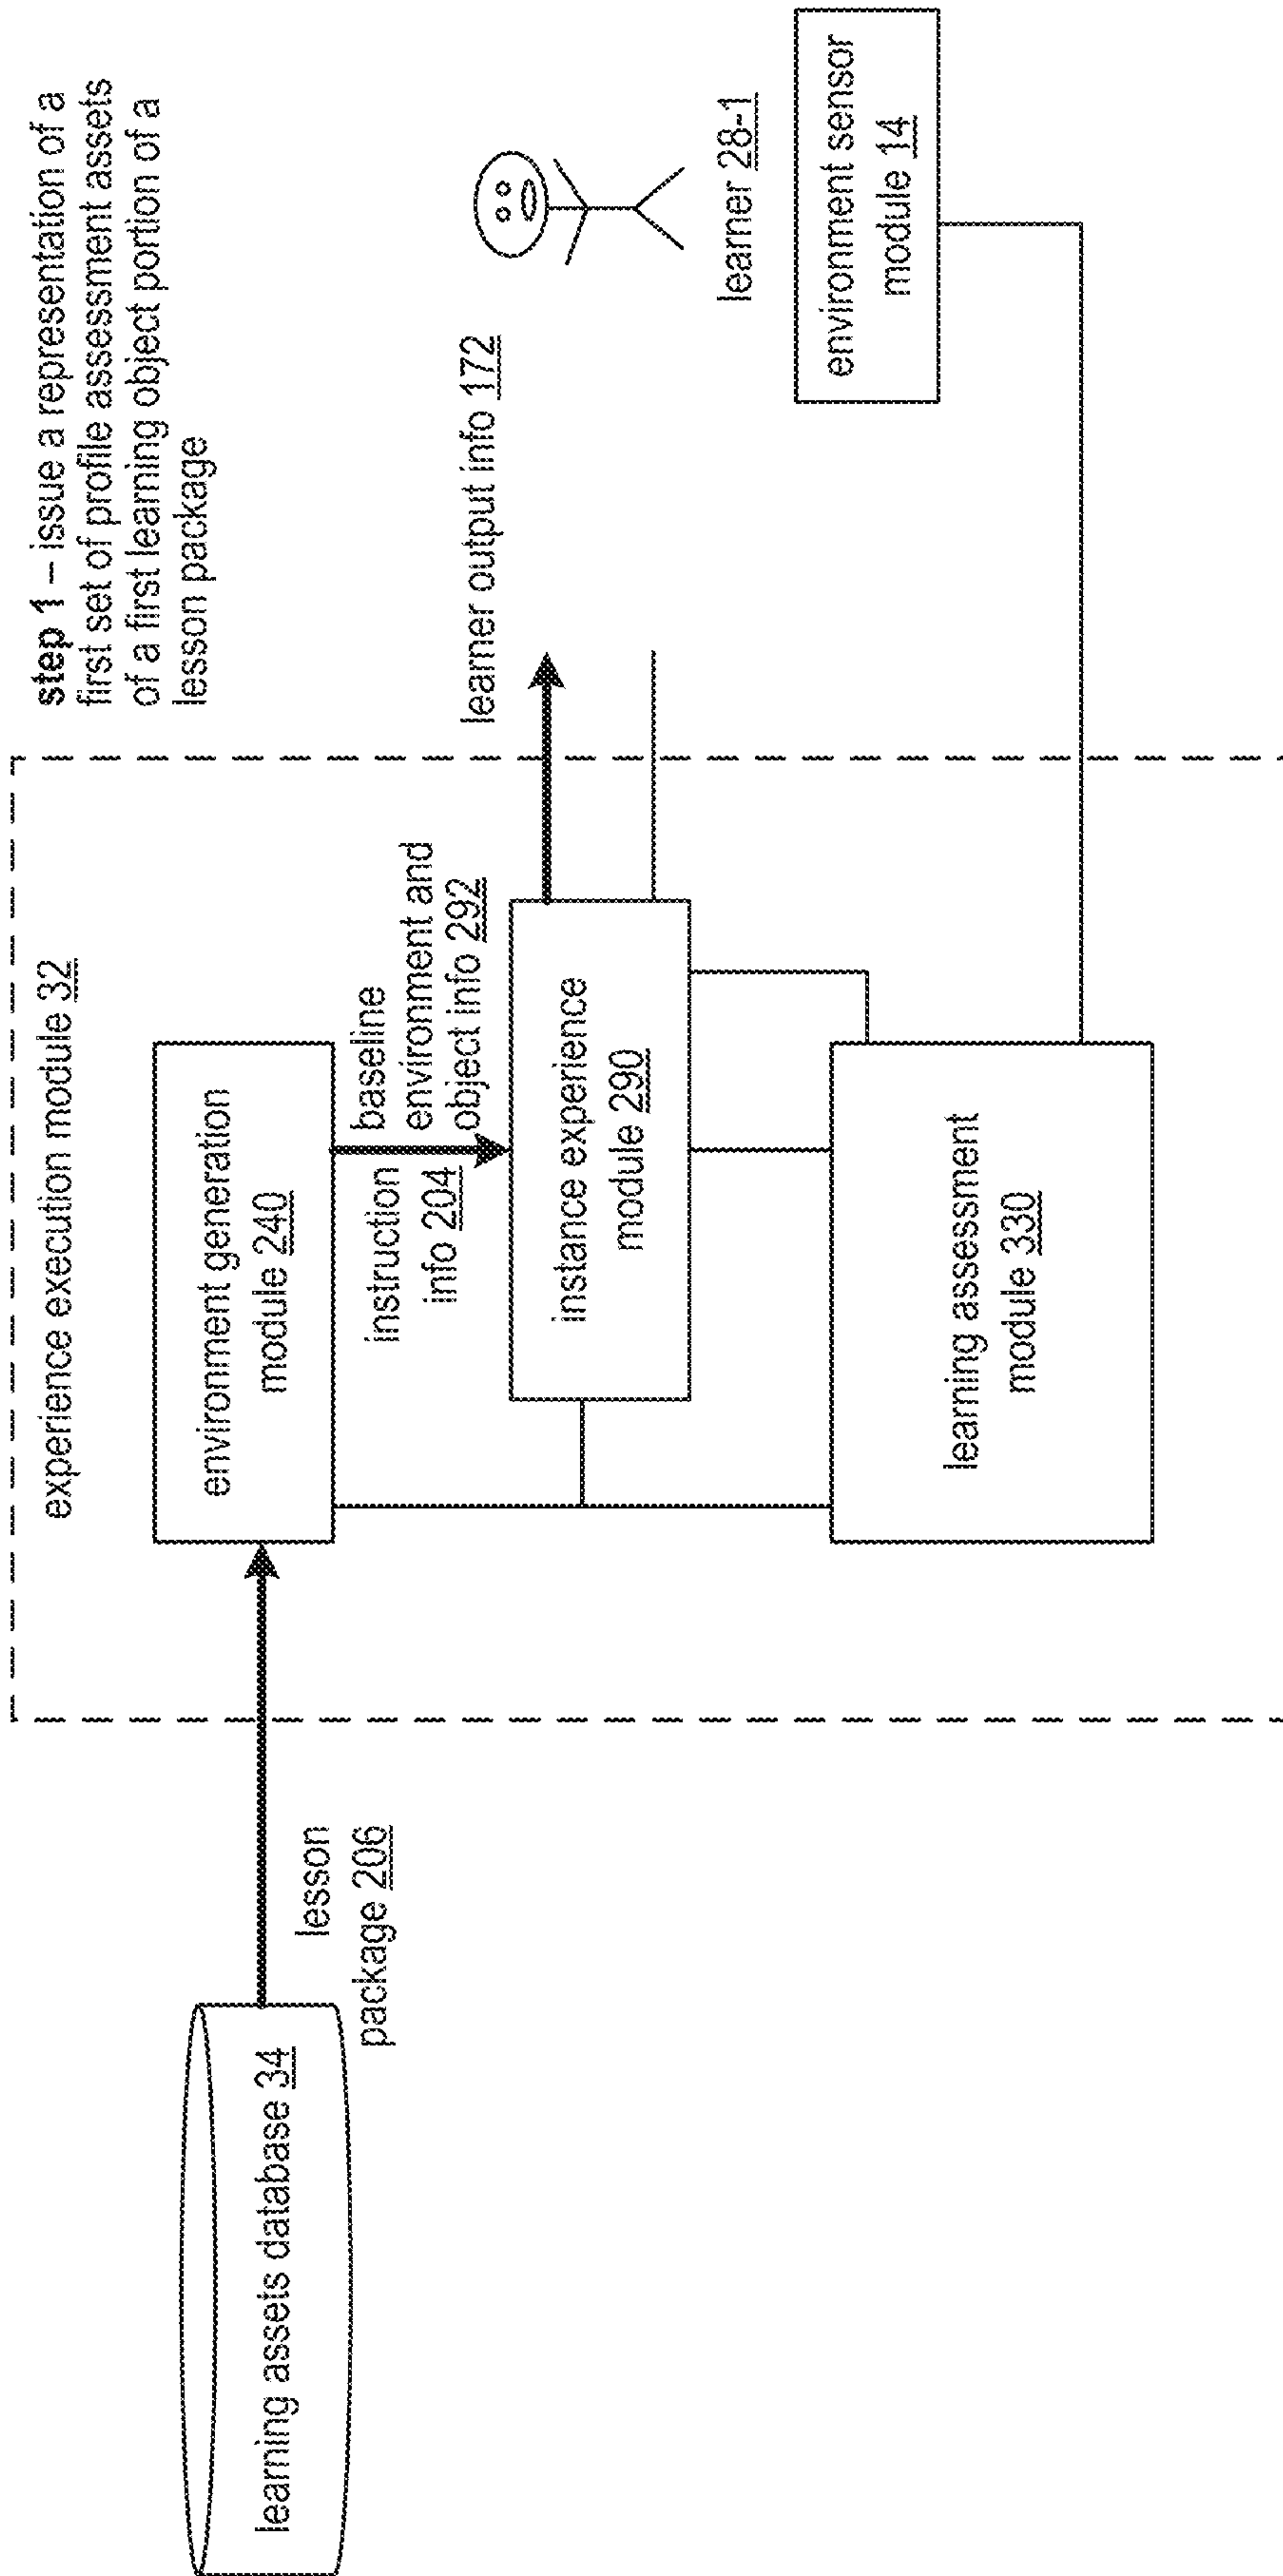 step 1 – issue a representation of a
first set of profile assessment assets
of a first learning object portion of a
lesson package
experience execution module 32
learning assets database 34
lesson
package 206
environment generation
module 240
instruction
info 204
baseline
environment and
object info 292
instance experience
module 290
learner output info 172
learner 28-1
learning assessment
module 330
environment sensor
module 14